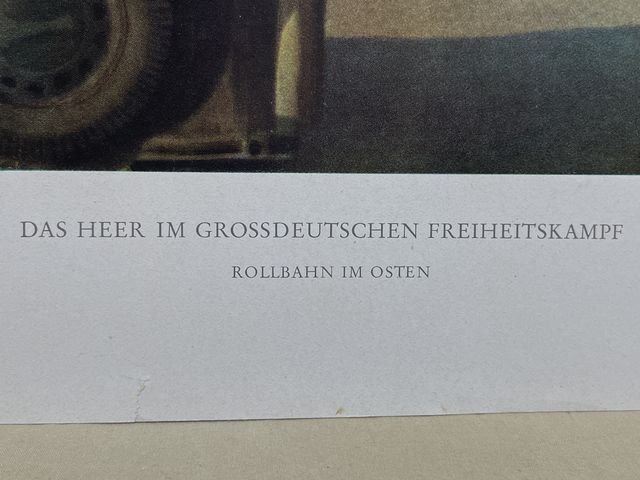 DAS HEER IM GROSSDEUTSCHEN FREIHEITSKAMPF
ROLLBAHN IM OSTEN